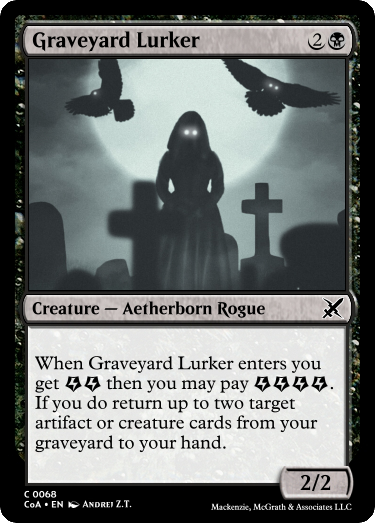 Graveyard Lurker 2
Creature — Aetherborn Rogue
When Graveyard Lurker enters you
get then you may pay .
If you do return up to two target
artifact or creature cards from your
graveyard to your hand.
2/2
C 0068
CoA • EN Andrej Z.T.
Mackenzie, McGrath & Associates LLC